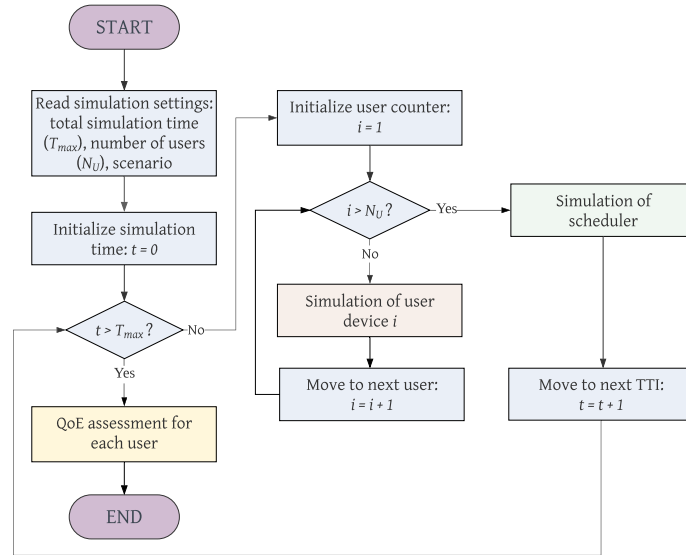 START
Read simulation settings:
total simulation time
(Tmax), number of users
(NU), scenario
Initialize simulation
time: t = 0
t > Tmax ?
No
Yes
QoE assessment for
each user
END
Initialize user counter:
i = 1
i > NU ?
Yes
No
Simulation of user
device i
Move to next user:
i = i + 1
Simulation of
scheduler
Move to next TTI:
t = t + 1